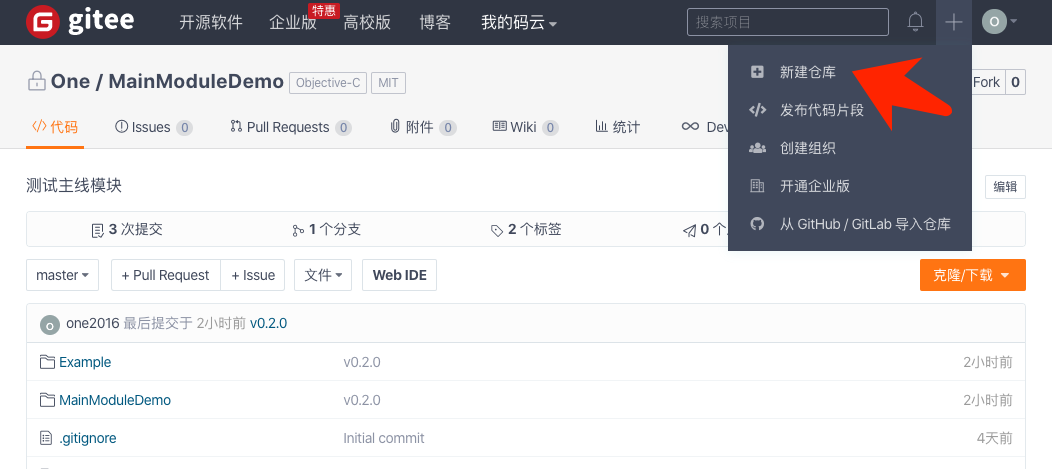 gitee 开源软件 企业版 特惠 高校版 博客 我的码云 搜索项目 O
新建仓库
One / MainModuleDemo Objective-C MIT Fork 0
发布代码片段
代码 Issues 0 Pull Requests 0 附件 0 Wiki 0 统计 Dev
创建组织
开通企业版
测试主线模块 编辑
从 GitHub / GitLab 导入仓库
3 次提交 1 个分支 2 个标签 0 个
master + Pull Request + Issue 文件 Web IDE 克隆/下载
O one2016 最后提交于 2小时前 v0.2.0
Example v0.2.0 2小时前
MainModuleDemo v0.2.0 2小时前
.gitignore Initial commit 4天前